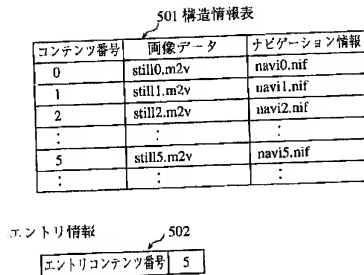 501 構造情報表
コンテンツ番号 画像データ ナビゲーション情報
0 still0.m2v navi0.nif
1 still1.m2v navi1.nif
2 still2.m2v navi2.nif
: : :
5 still5.m2v navi5.nif
: : :
エントリ情報 502
エントリコンテンツ番号 5